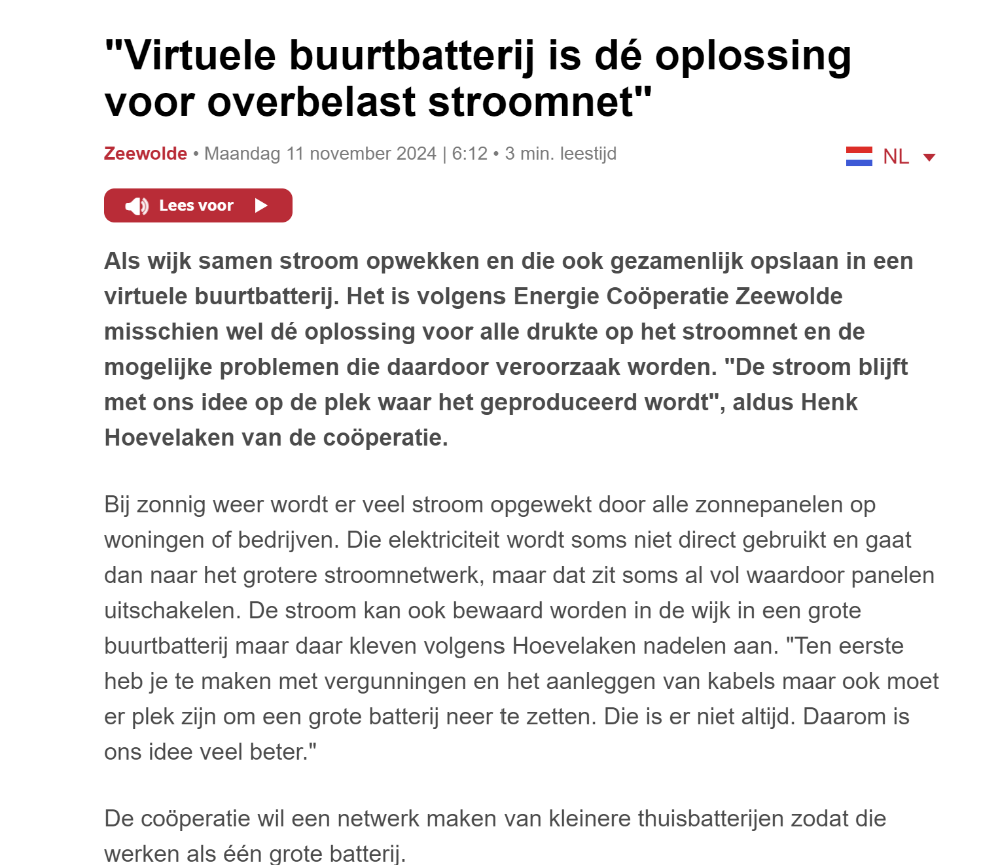 "Virtuele buurtbatterij is dé oplossing
voor overbelast stroomnet"
Zeewolde • Maandag 11 november 2024 | 6:12 • 3 min. leestijd
NL
Lees voor
Als wijk samen stroom opwekken en die ook gezamenlijk opslaan in een
virtuele buurtbatterij. Het is volgens Energie Coöperatie Zeewolde
misschien wel dé oplossing voor alle drukte op het stroomnet en de
mogelijke problemen die daardoor veroorzaak worden. "De stroom blijft
met ons idee op de plek waar het geproduceerd wordt", aldus Henk
Hoevelaken van de coöperatie.
Bij zonnig weer wordt er veel stroom opgewekt door alle zonnepanelen op
woningen of bedrijven. Die elektriciteit wordt soms niet direct gebruikt en gaat
dan naar het grotere stroomnetwerk, maar dat zit soms al vol waardoor panelen
uitschakelen. De stroom kan ook bewaard worden in de wijk in een grote
buurtbatterij maar daar kleven volgens Hoevelaken nadelen aan. "Ten eerste
heb je te maken met vergunningen en het aanleggen van kabels maar ook moet
er plek zijn om een grote batterij neer te zetten. Die is er niet altijd. Daarom is
ons idee veel beter."
De coöperatie wil een netwerk maken van kleinere thuisbatterijen zodat die
werken als één grote batterij.